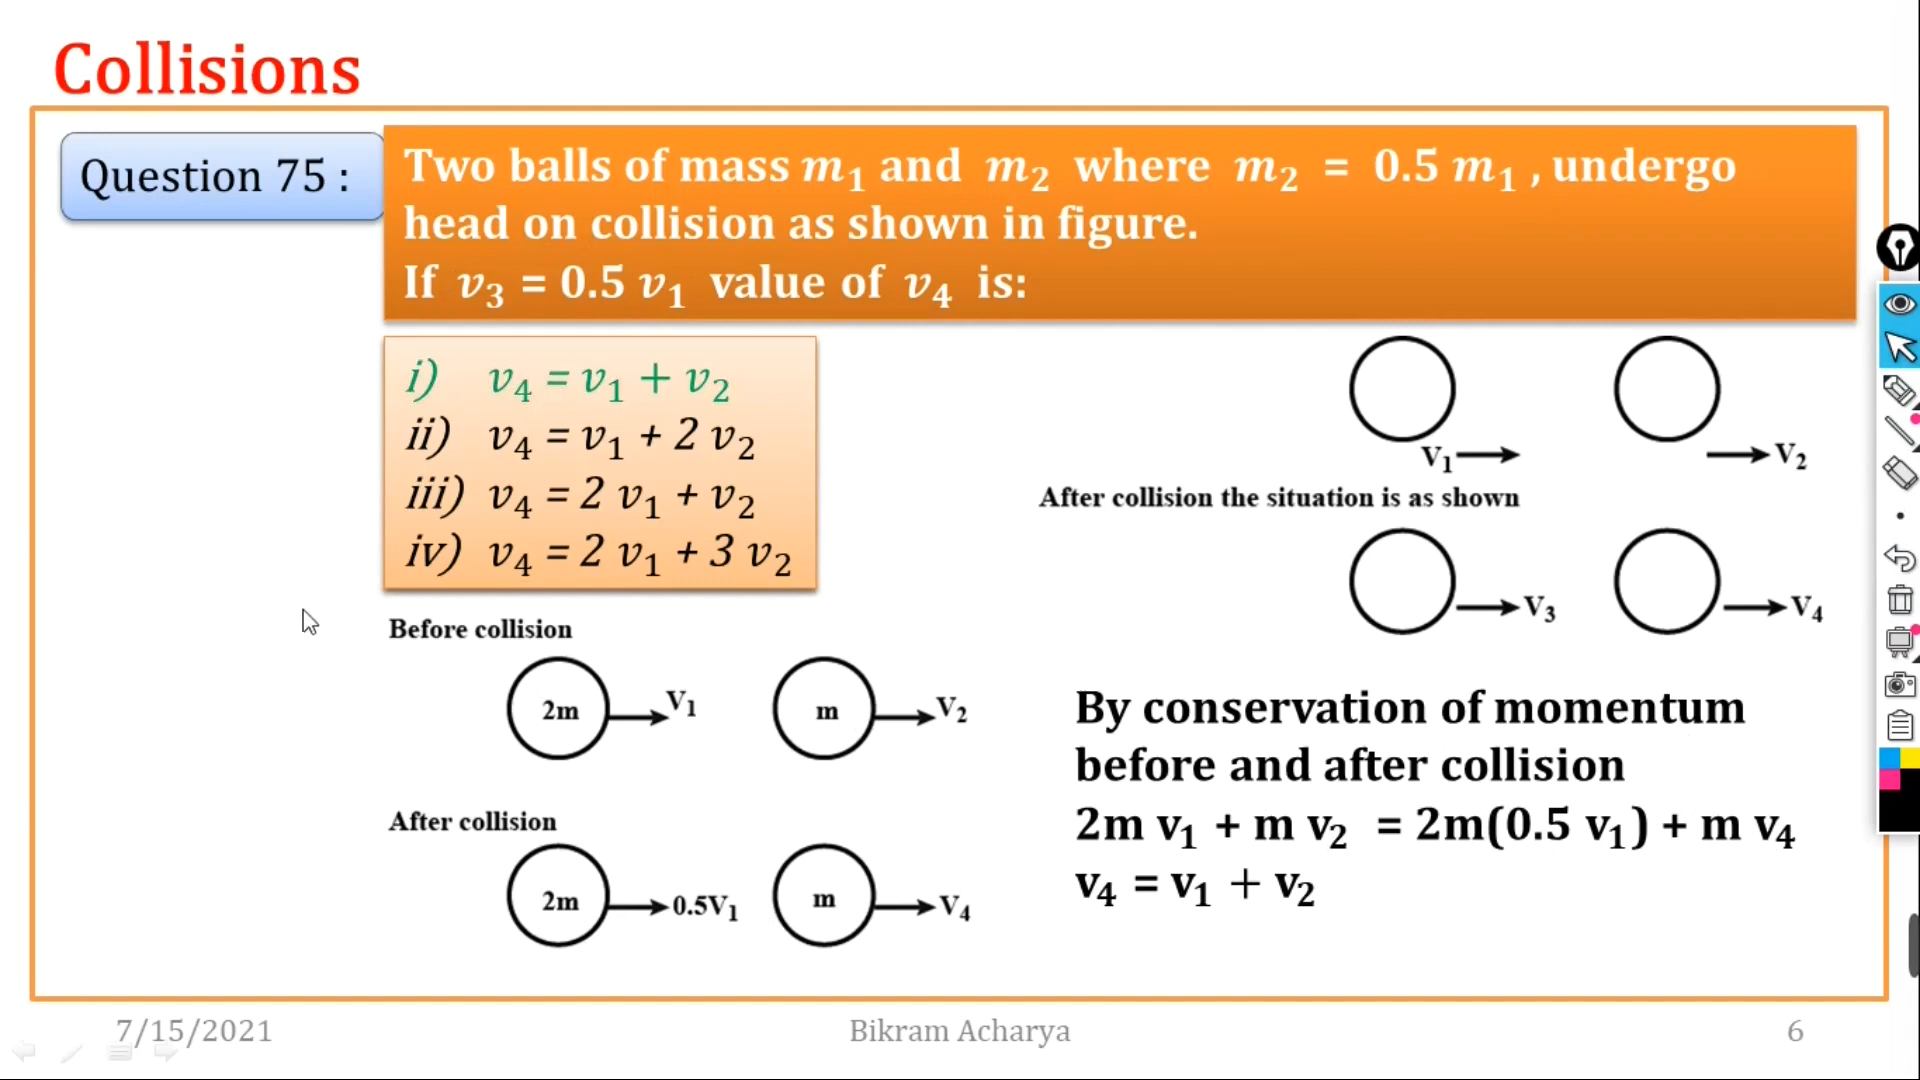 Collisions
Question 75 :
Two balls of mass m₁ and m₂ where m₂ = 0.5 m₁ , undergo
head on collision as shown in figure.
If v₃ = 0.5 v₁ value of v₄ is:
i) v₄ = v₁ + v₂
ii) v₄ = v₁ + 2 v₂
iii) v₄ = 2 v₁ + v₂
iv) v₄ = 2 v₁ + 3 v₂
V₁ V₂
After collision the situation is as shown
V₃ V₄
Before collision
2m V₁ m V₂
After collision
2m 0.5V₁ m V₄
By conservation of momentum
before and after collision
2m v₁ + m v₂ = 2m(0.5 v₁) + m v₄
v₄ = v₁ + v₂
7/15/2021 Bikram Acharya 6